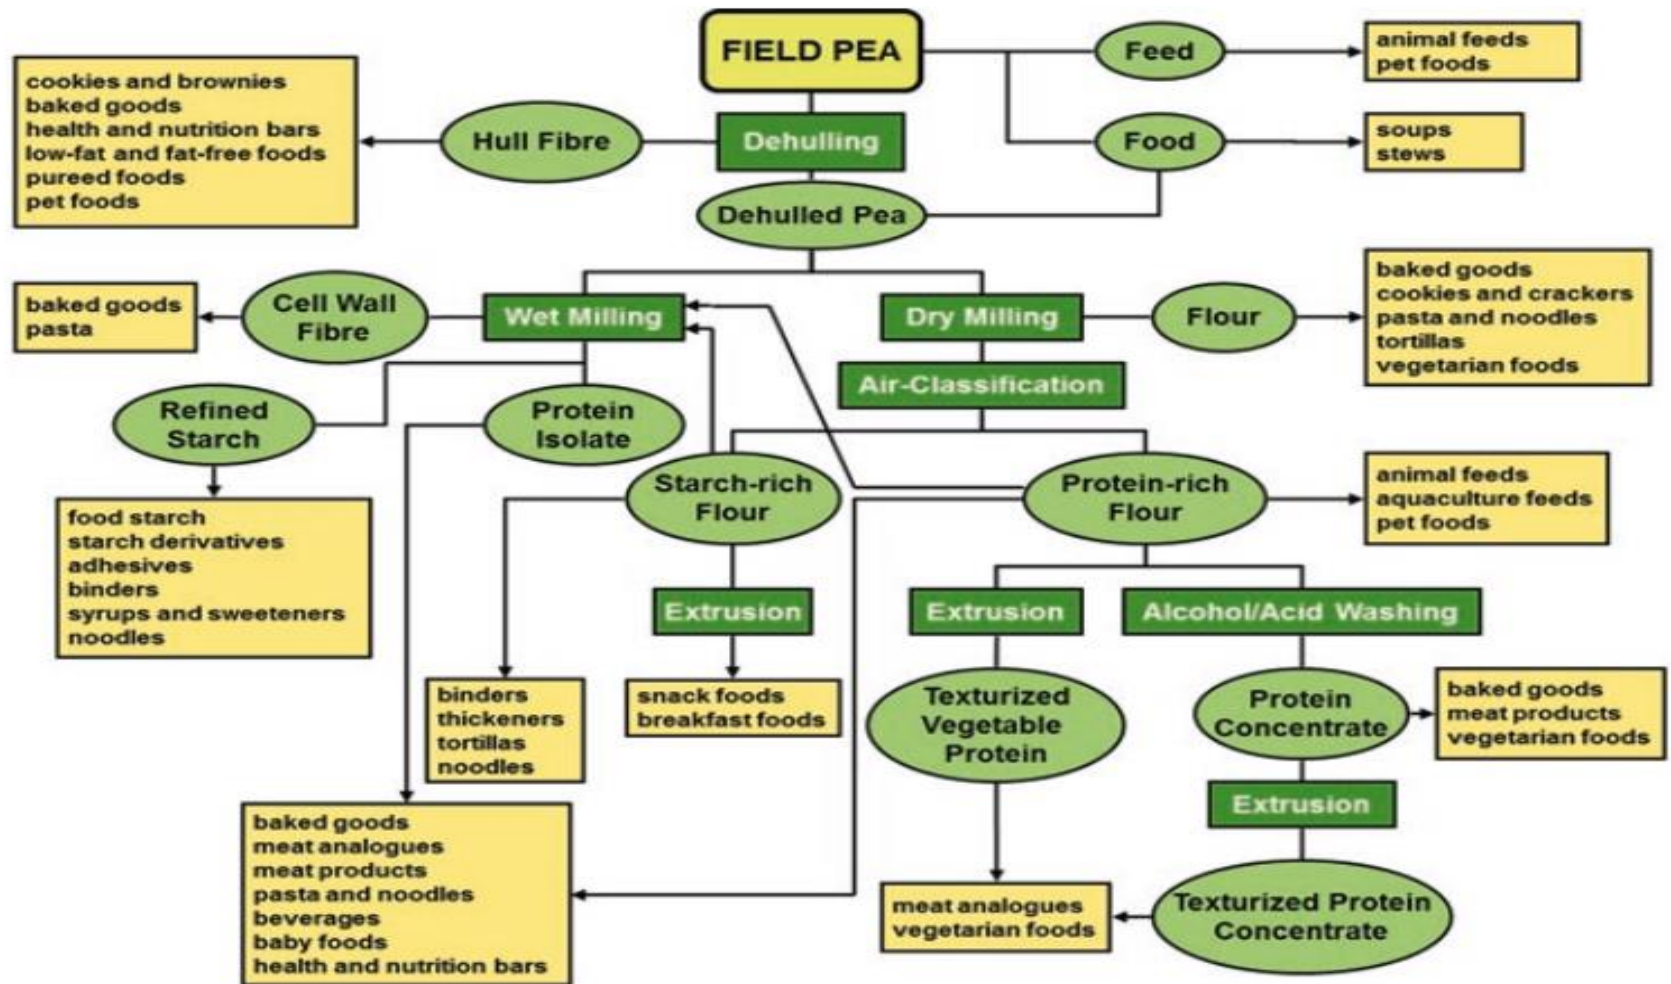 FIELD PEA
Feed
animal feeds
pet foods
cookies and brownies
baked goods
health and nutrition bars
low-fat and fat-free foods
pureed foods
pet foods
Hull Fibre
Dehulling
Food
soups
stews
Dehulled Pea
baked goods
pasta
Cell Wall
Fibre
Wet Milling
Dry Milling
Flour
baked goods
cookies and crackers
pasta and noodles
tortillas
vegetarian foods
Air-Classification
Refined
Starch
Protein
Isolate
Starch-rich
Flour
Protein-rich
Flour
animal feeds
aquaculture feeds
pet foods
food starch
starch derivatives
adhesives
binders
syrups and sweeteners
noodles
Extrusion
Extrusion
Alcohol/Acid Washing
binders
thickeners
tortillas
noodles
snack foods
breakfast foods
Texturized
Vegetable
Protein
Protein
Concentrate
baked goods
meat products
vegetarian foods
Extrusion
baked goods
meat analogues
meat products
pasta and noodles
beverages
baby foods
health and nutrition bars
meat analogues
vegetarian foods
Texturized Protein
Concentrate